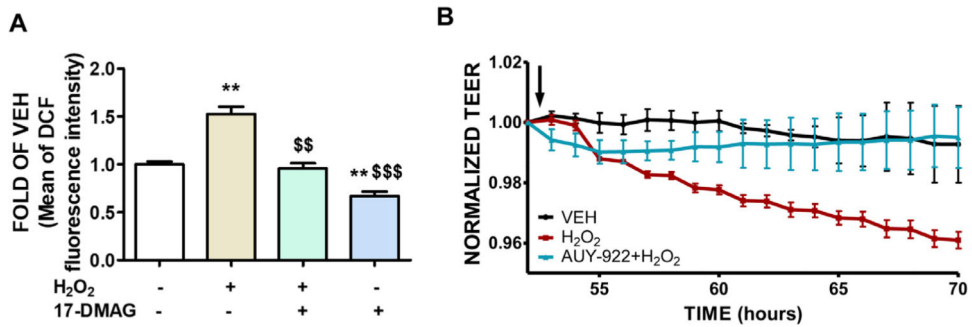 A
FOLD OF VEH
(Mean of DCF
fluorescence intensity)
2.0
1.5
1.0
0.5
0.0
**
$$
** $$$
H₂O₂ - + + -
17-DMAG - - + +
B
NORMALIZED TEER
1.02
1.00
0.98
0.96
VEH
H₂O₂
AUY-922+H₂O₂
55 60 65 70
TIME (hours)